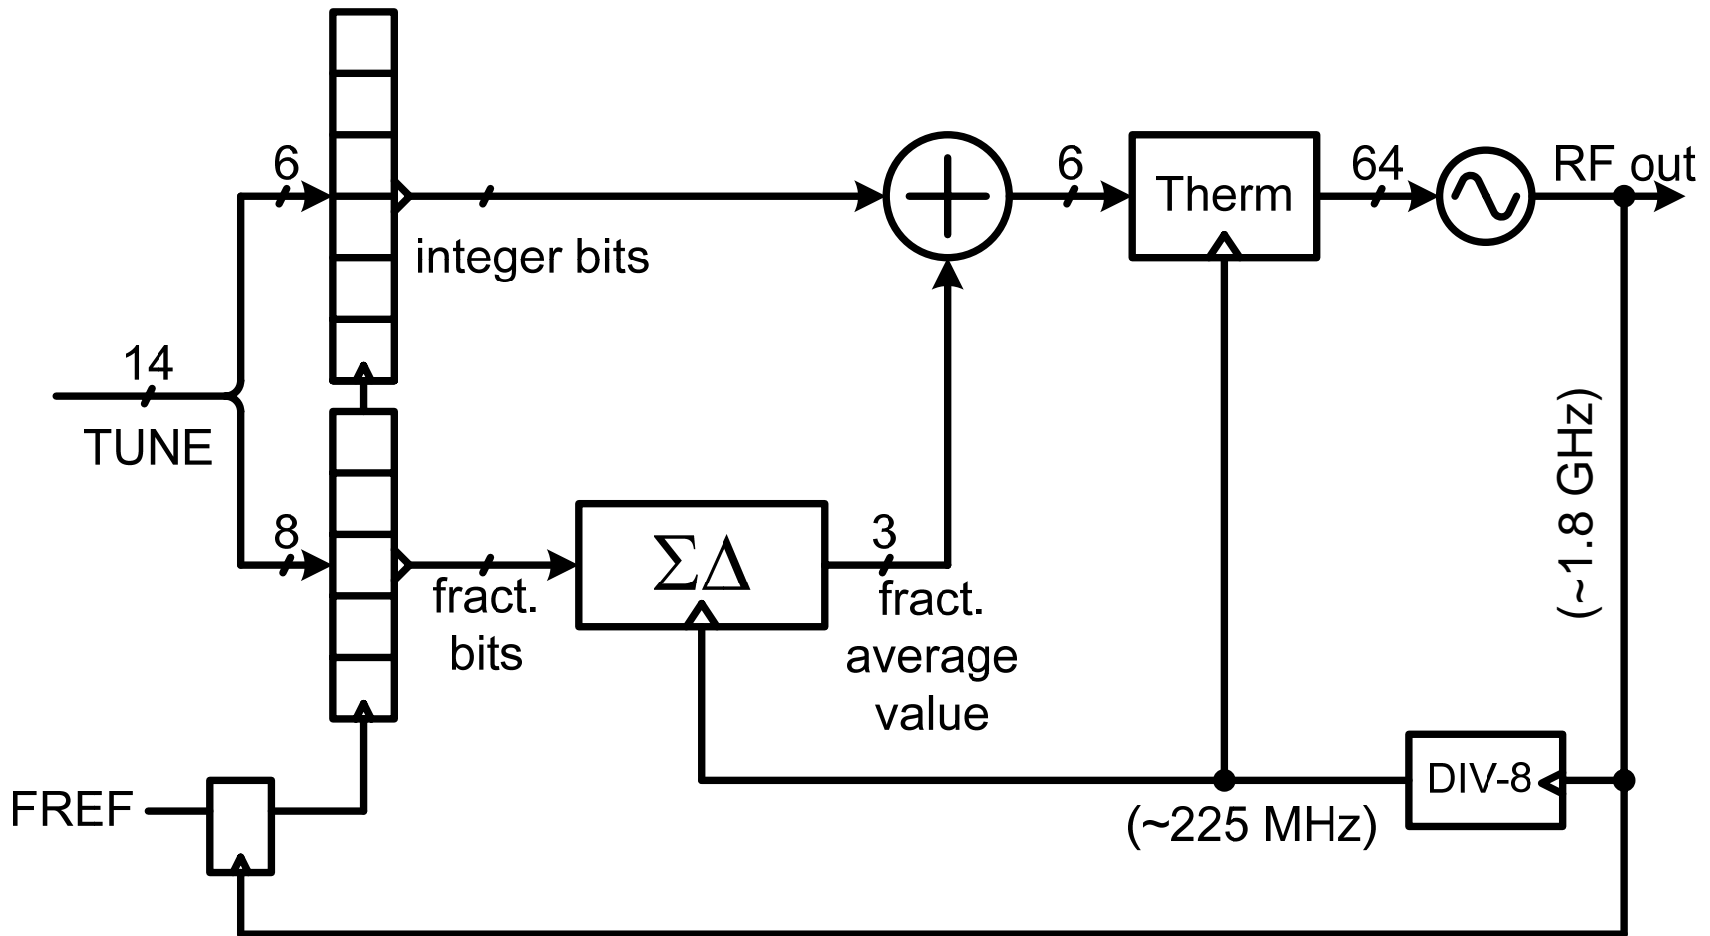 6
integer bits
6
Therm
64
RF out
14
TUNE
8
fract.
bits
ΣΔ
3
fract.
average
value
(~1.8 GHz)
DIV-8
(~225 MHz)
FREF